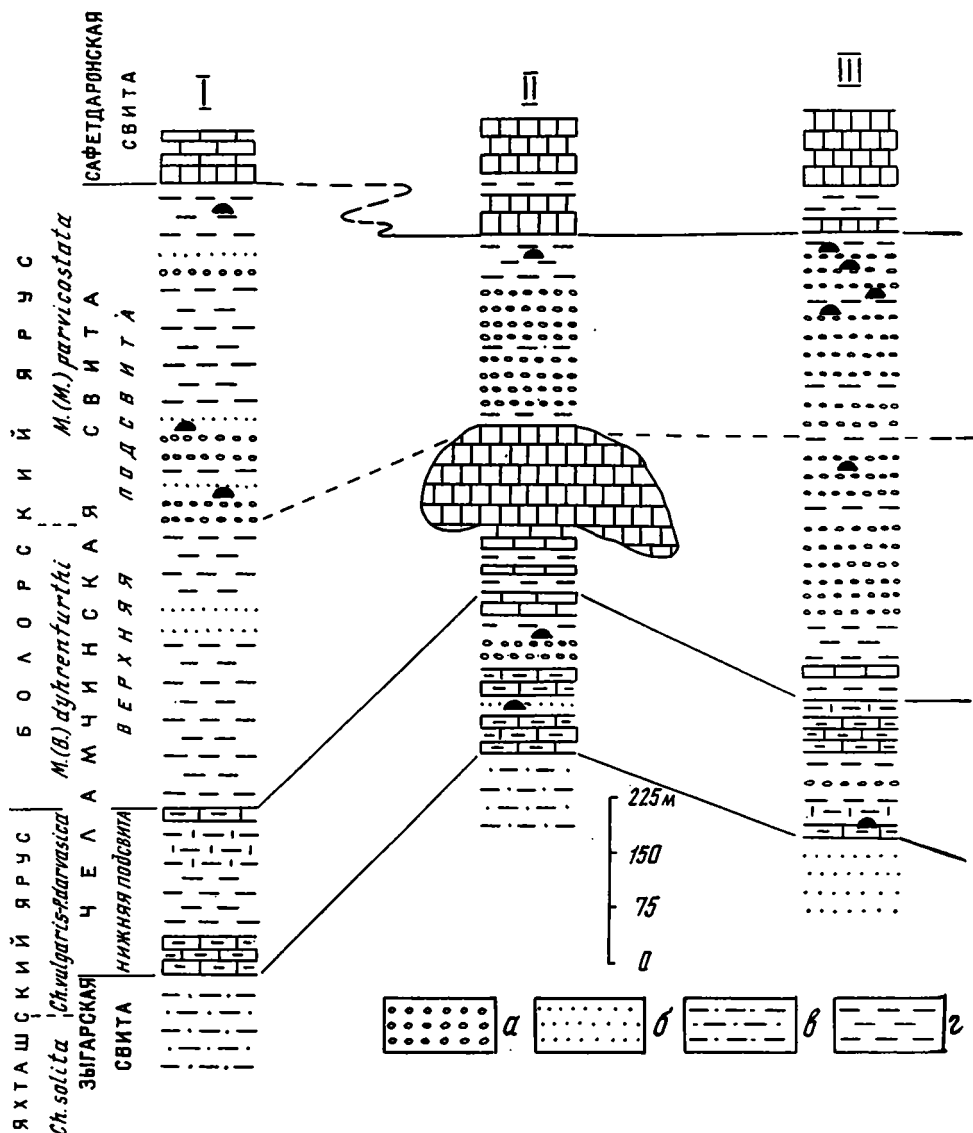 САФЕТДАРОНСКАЯ
СВИТА
I
II
III
БОЛОРСКИЙ ЯРУС
M.(M.) parvicostata
M.(B.) dyhrenfurthi
ЧЕЛАМЧИНСКАЯ СВИТА
ВЕРХНЯЯ ПОДСВИТА
ЯХТАШСКИЙ ЯРУС
Ch.vulgaris-P.darvasica
НИЖНЯЯ ПОДСВИТА
Ch. solita
ЗЫГАРСКАЯ
СВИТА
225 м
150
75
0
а
б
в
г